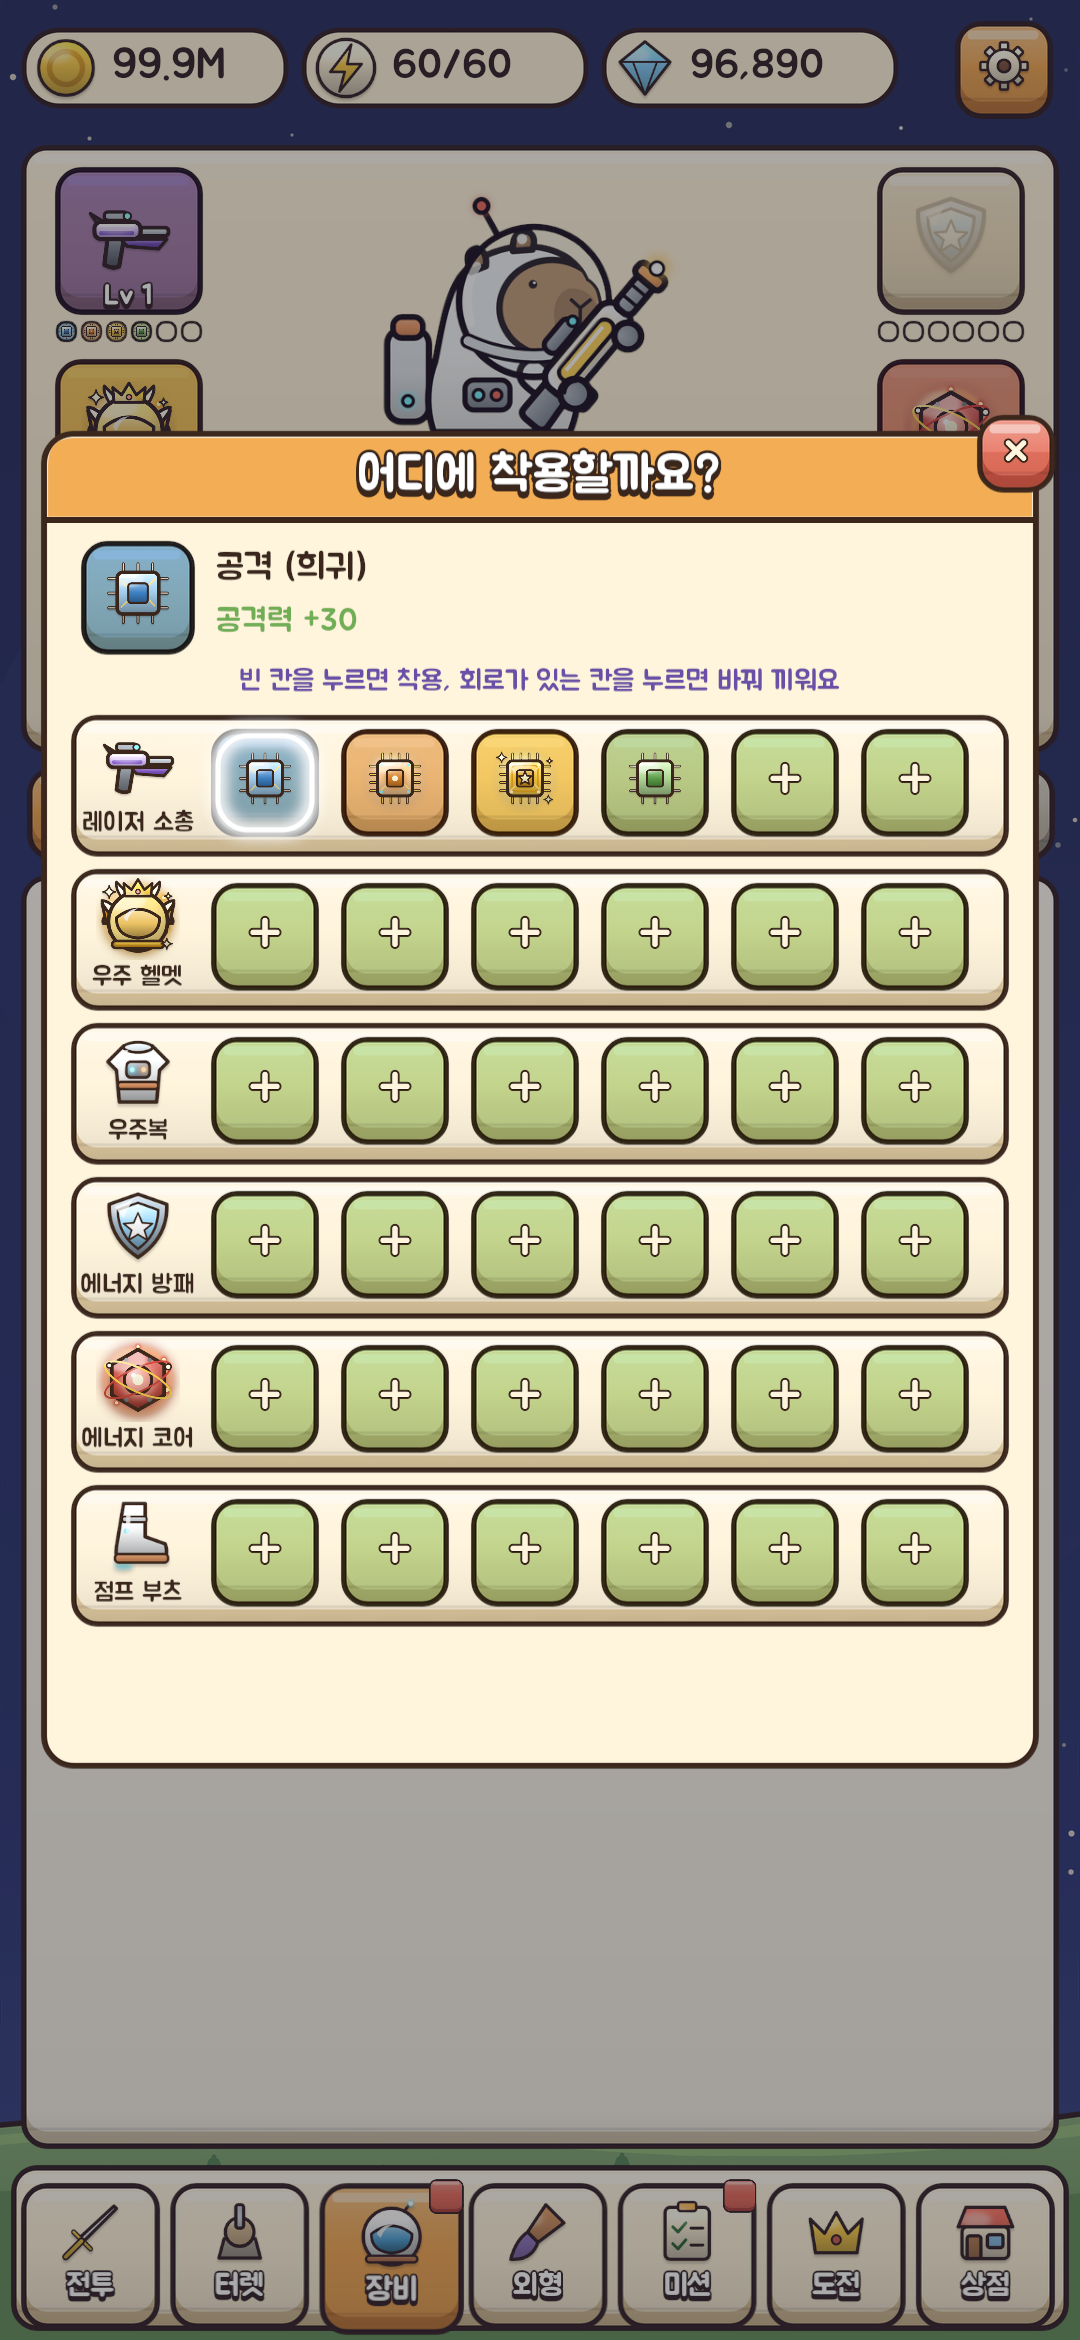 99.9M
60/60
96,890
Lv 1
어디에 착용할까요?
공격 (희귀)
공격력 +30
빈 칸을 누르면 착용, 회로가 있는 칸을 누르면 바꿔 끼워요
레이저 소총
우주 헬멧
우주복
에너지 방패
에너지 코어
점프 부츠
전투
터렛
장비
외형
미션
도전
상점